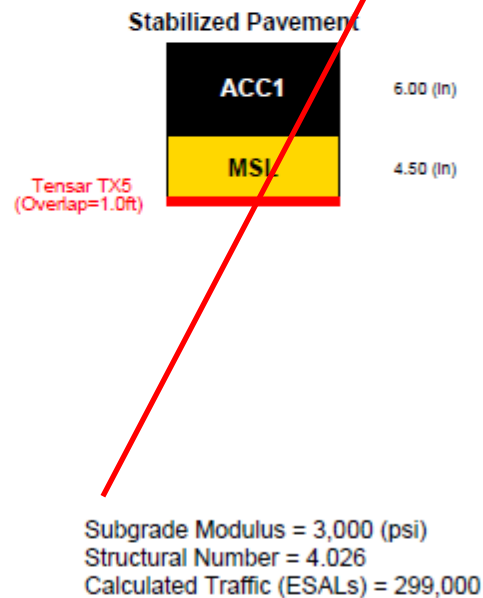 Stabilized Pavement
ACC1
6.00 (in)
MSL
4.50 (in)
Tensar TX5
(Overlap=1.0ft)
Subgrade Modulus = 3,000 (psi)
Structural Number = 4.026
Calculated Traffic (ESALs) = 299,000